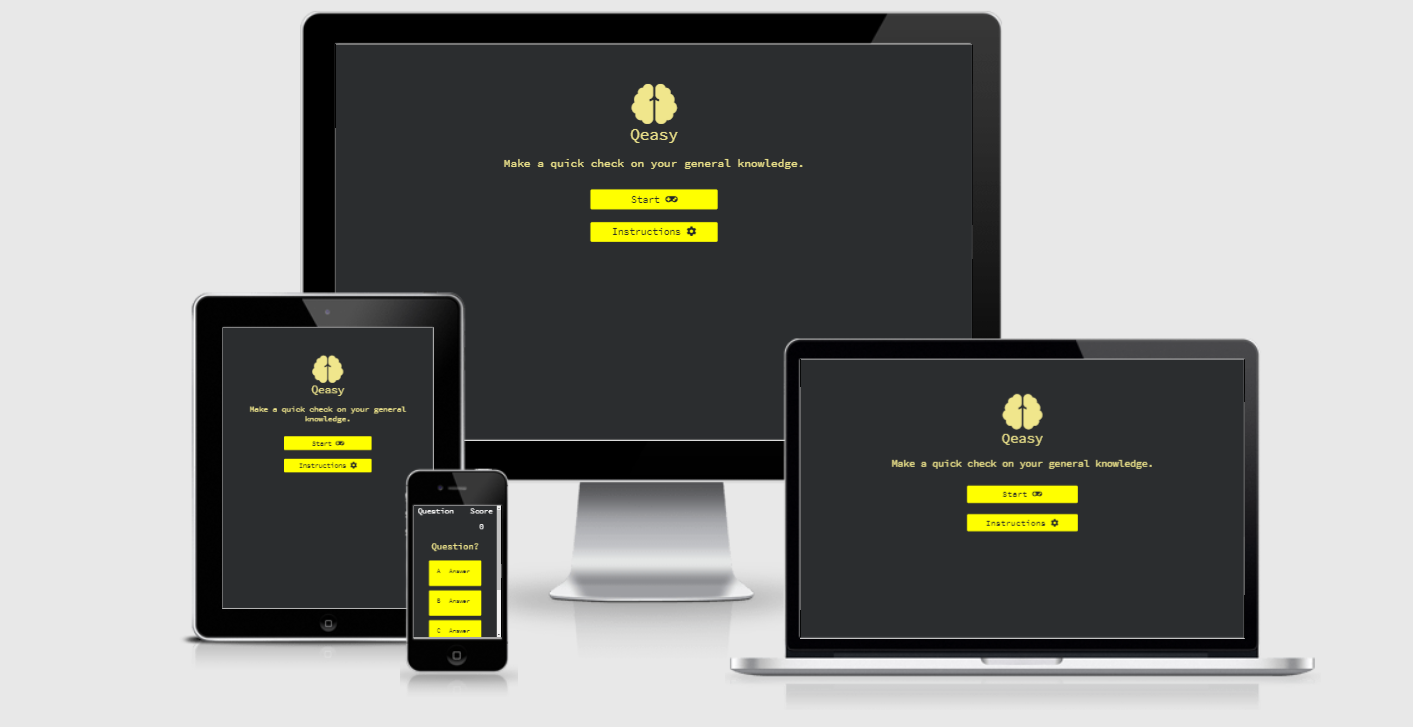 Qeasy
Make a quick check on your general knowledge.
Start
Instructions
Qeasy
Make a quick check on your general
knowledge.
Start
Instructions
Question Score
0
Question?
A Answer
B Answer
C Answer
Qeasy
Make a quick check on your general knowledge.
Start
Instructions